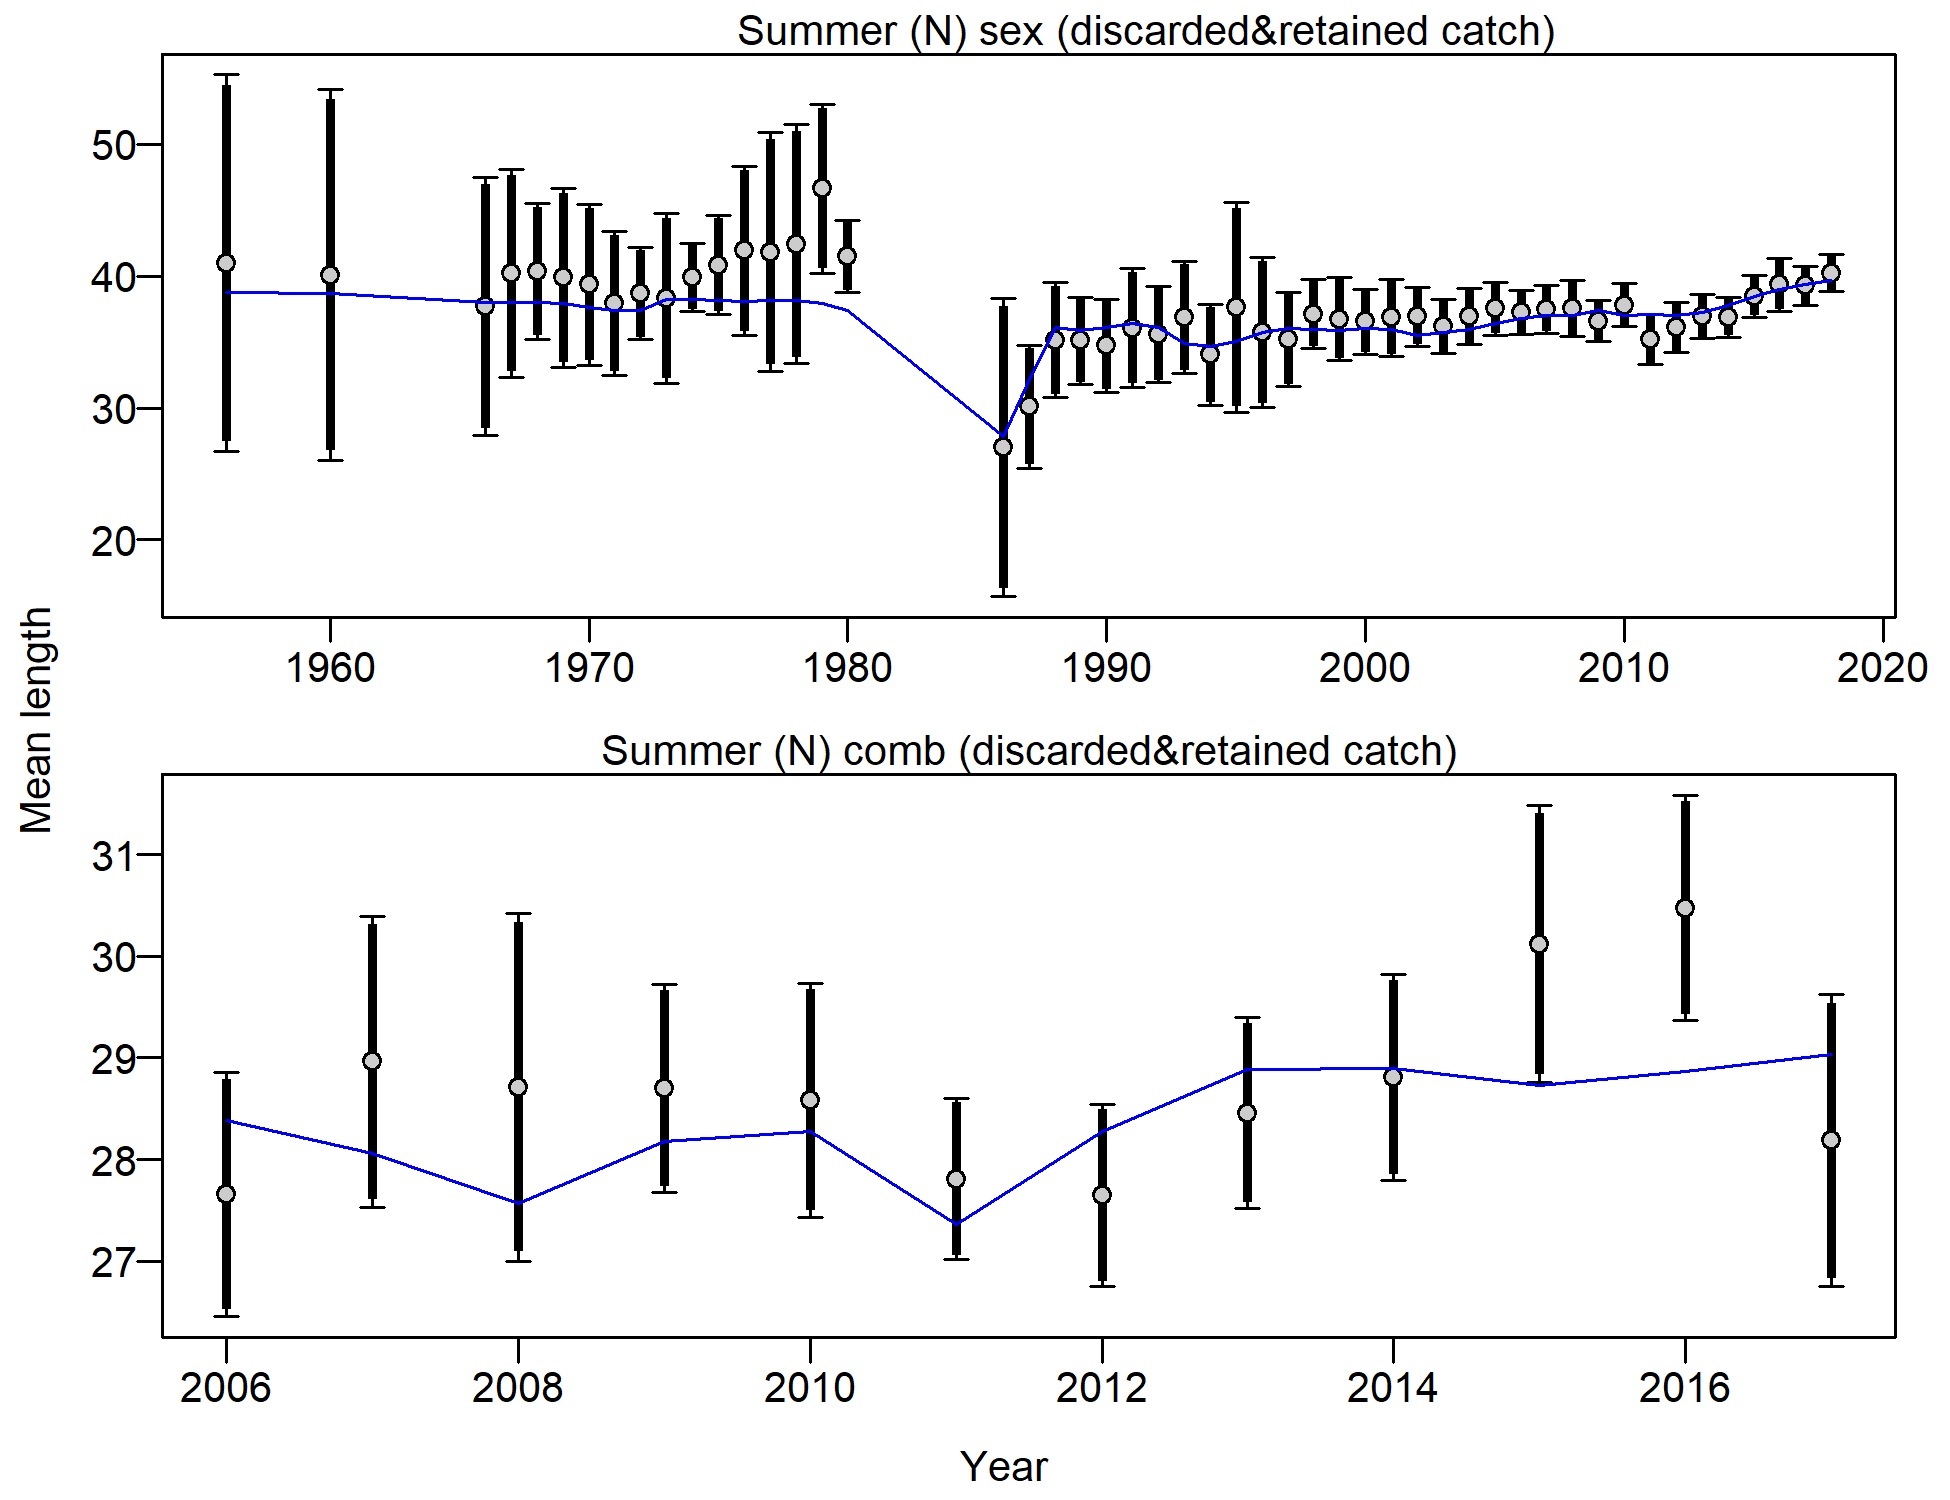 Summer (N) sex (discarded&retained catch)
50
40
30
20
1960 1970 1980 1990 2000 2010 2020
Mean length
Summer (N) comb (discarded&retained catch)
31
30
29
28
27
2006 2008 2010 2012 2014 2016
Year